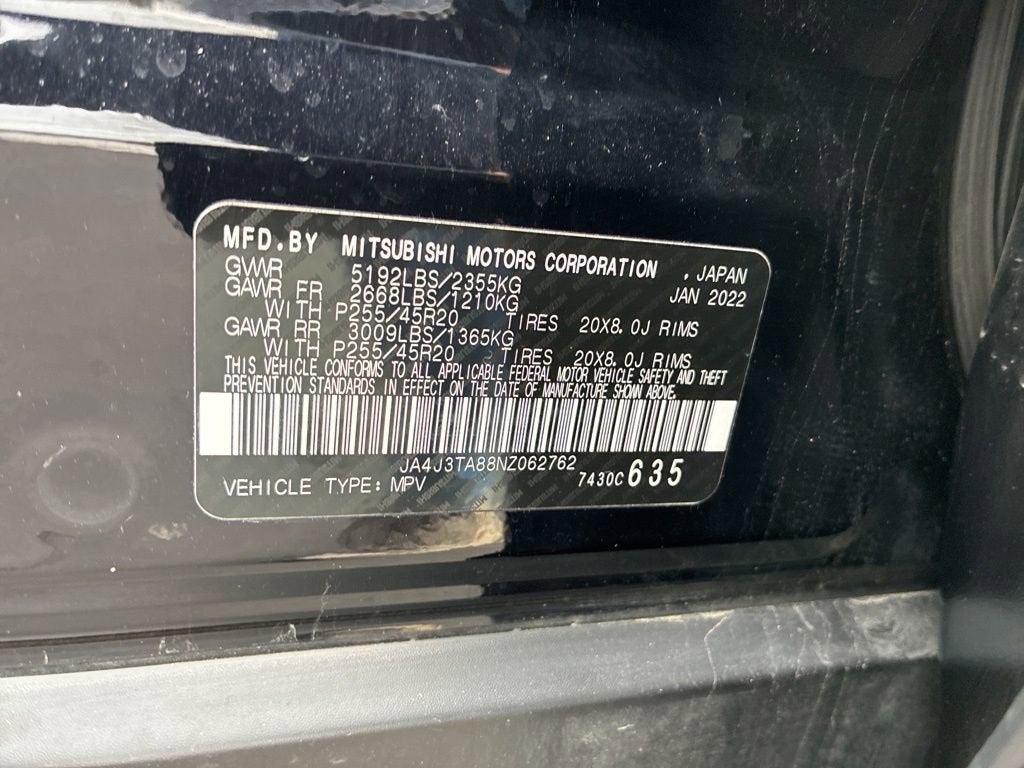 MFD.BY MITSUBISHI MOTORS CORPORATION . JAPAN
GVWR 5192LBS/2355KG JAN 2022
GAWR FR 2668LBS/1210KG
WITH P255/45R20 TIRES 20X8.0J RIMS
GAWR RR 3009LBS/1365KG
WITH P255/45R20 TIRES 20X8.0J RIMS
THIS VEHICLE CONFORMS TO ALL APPLICABLE FEDERAL MOTOR VEHICLE SAFETY AND THEFT
PREVENTION STANDARDS IN EFFECT ON THE DATE OF MANUFACTURE SHOWN ABOVE.
JA4J3TA88NZ062762
VEHICLE TYPE: MPV 7430C 635